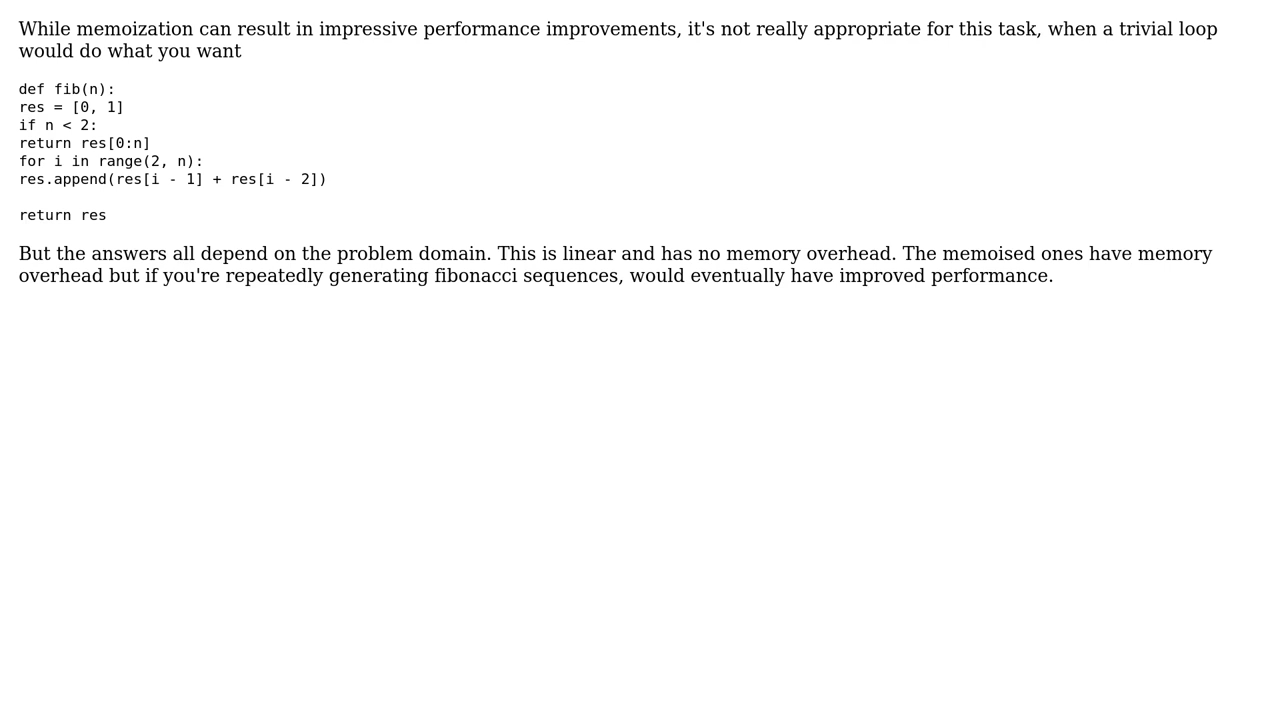 While memoization can result in impressive performance improvements, it's not really appropriate for this task, when a trivial loop
would do what you want
def fib(n):
res = [0, 1]
if n < 2:
return res[0:n]
for i in range(2, n):
res.append(res[i - 1] + res[i - 2])
return res
But the answers all depend on the problem domain. This is linear and has no memory overhead. The memoised ones have memory
overhead but if you're repeatedly generating fibonacci sequences, would eventually have improved performance.